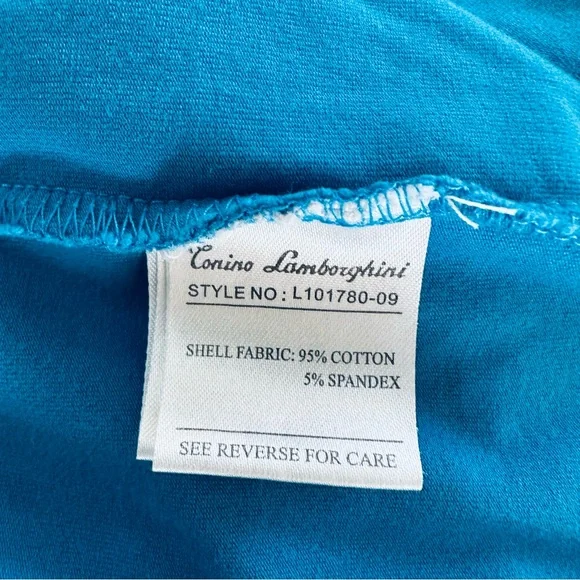 Tonino Lamborghini
STYLE NO: L101780-09
SHELL FABRIC: 95% COTTON
5% SPANDEX
SEE REVERSE FOR CARE